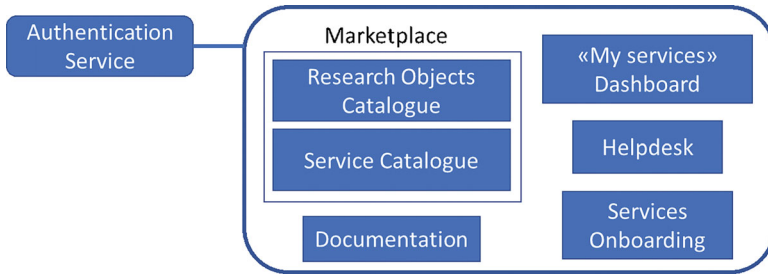 Authentication
Service
Marketplace
Research Objects
Catalogue
Service Catalogue
Documentation
«My services»
Dashboard
Helpdesk
Services
Onboarding